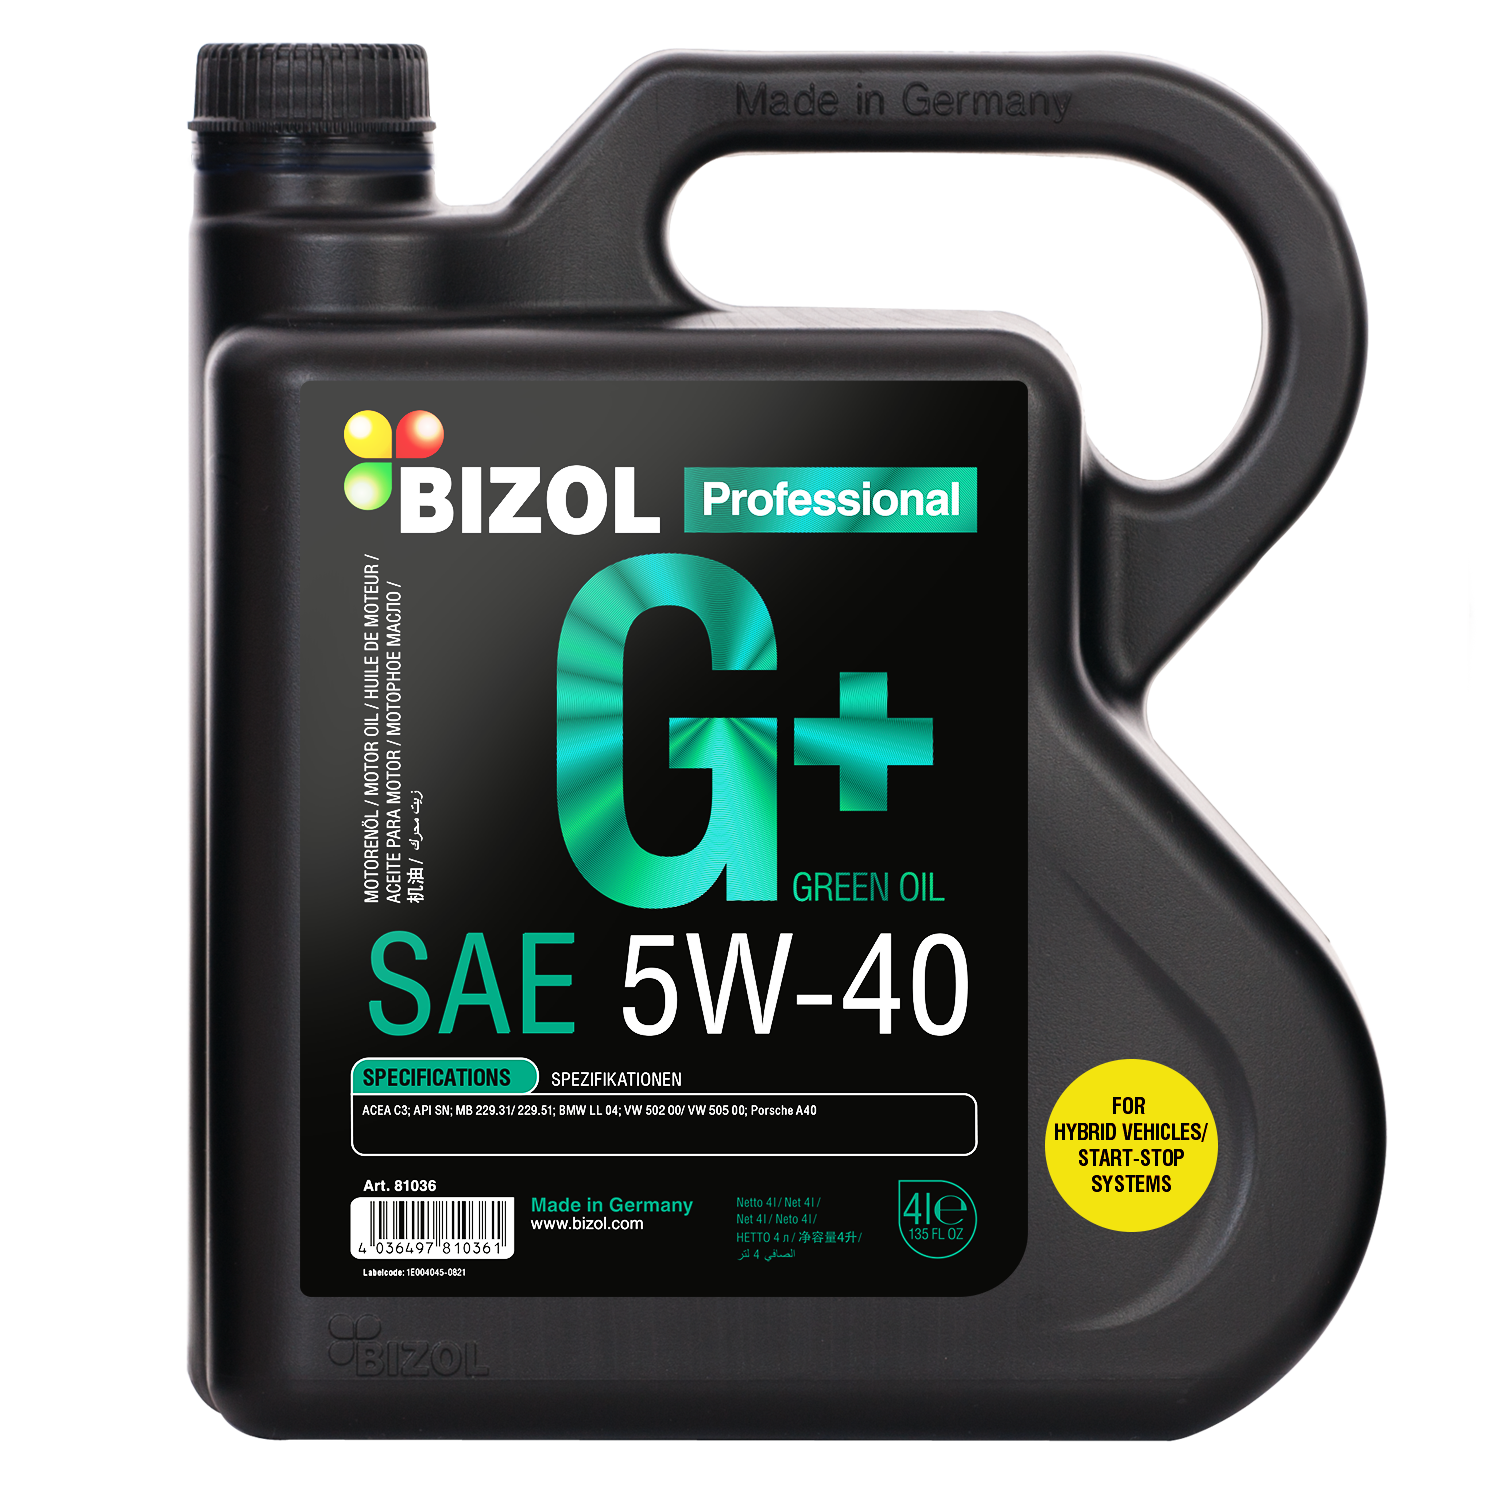 Made in Germany
BIZOL Professional
MOTORENÖL / MOTOR OIL / HUILE DE MOTEUR /
ACEITE PARA MOTOR / МОТОРНОЕ МАСЛО /
机油 / زيت محرك
G+
GREEN OIL
SAE 5W-40
SPECIFICATIONS SPEZIFIKATIONEN
ACEA C3; API SN; MB 229.31/ 229.51; BMW LL 04; VW 502 00/ VW 505 00; Porsche A40
FOR
HYBRID VEHICLES/
START-STOP
SYSTEMS
Art. 81036
4 036497 810361
Labelcode: 1E004045-0821
Made in Germany
www.bizol.com
Netto 4l / Net 4l /
Net 4l / Neto 4l /
НЕТТО 4 л / 净容量4升 /
الصافي 4 لتر
4l℮
135 FL OZ
BIZOL